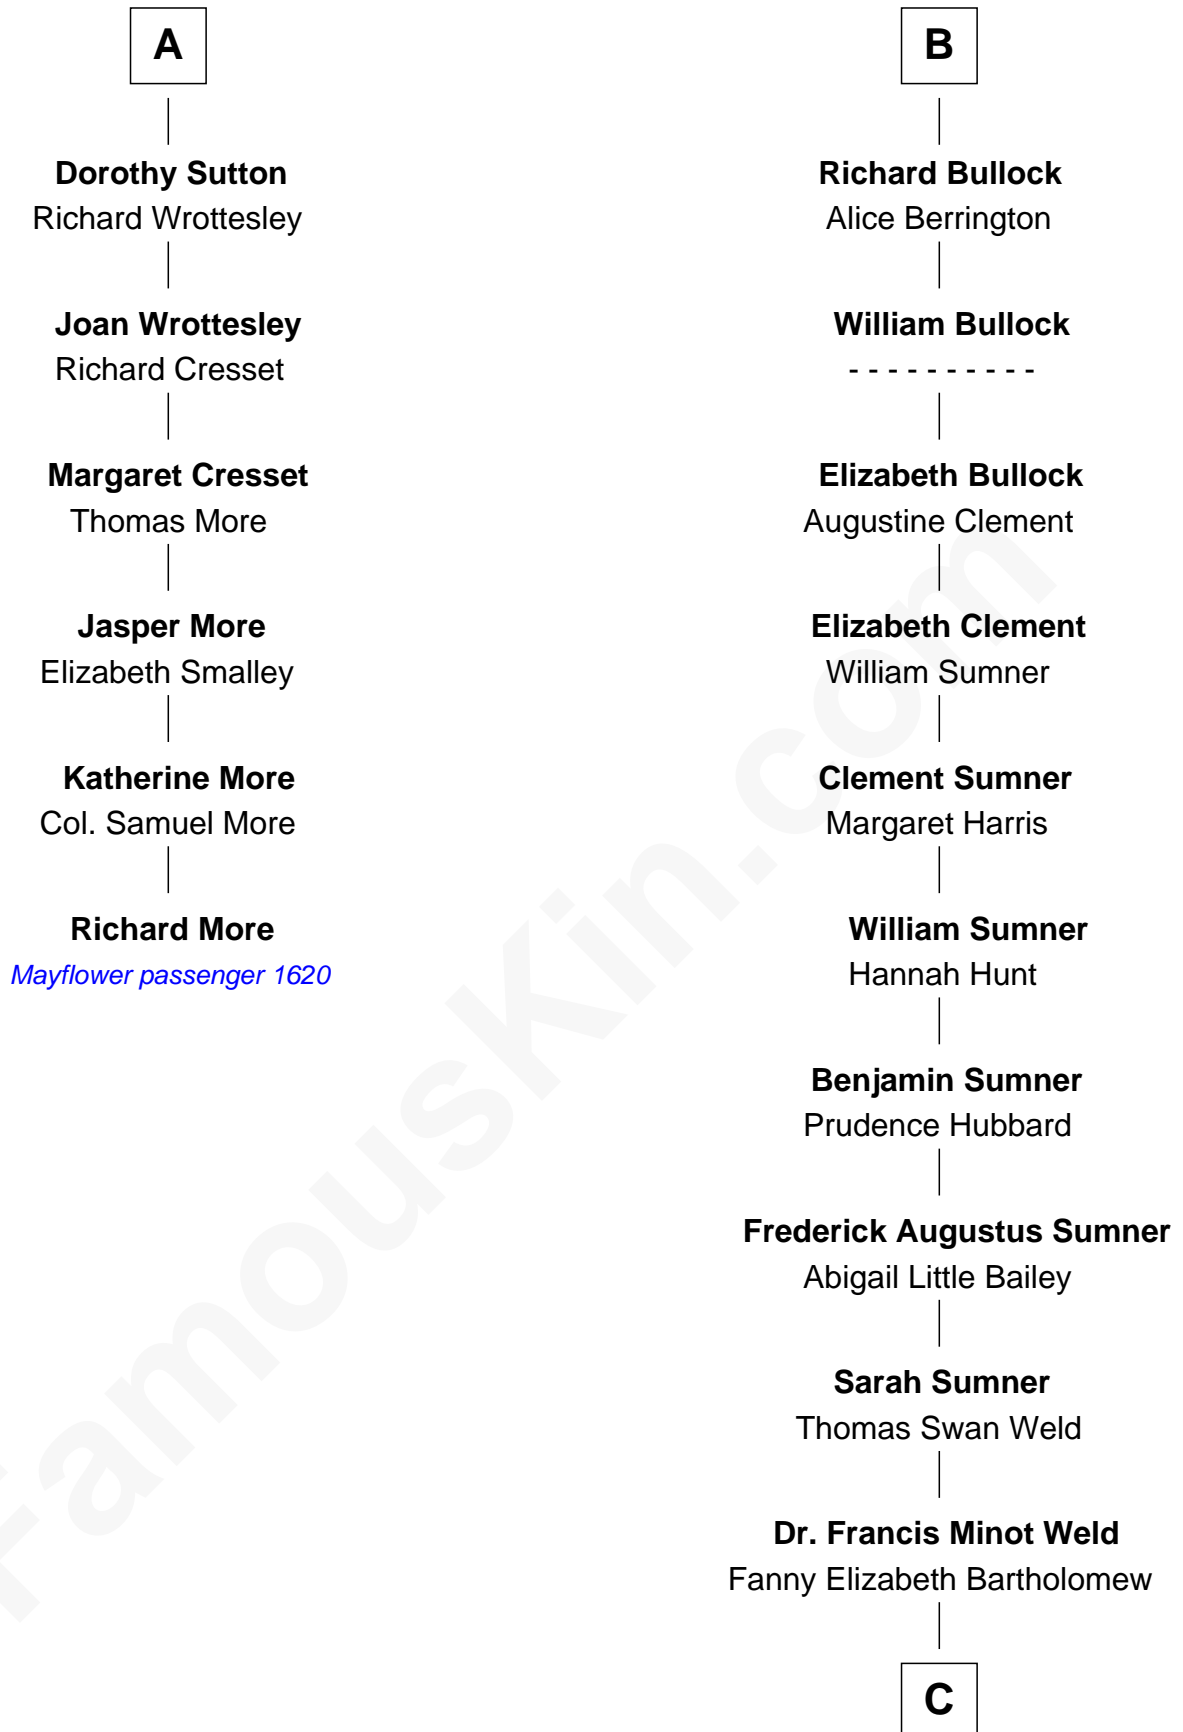 A
Dorothy Sutton
Richard Wrottesley
Joan Wrottesley
Richard Cresset
Margaret Cresset
Thomas More
Jasper More
Elizabeth Smalley
Katherine More
Col. Samuel More
Richard More
Mayflower passenger 1620
B
Richard Bullock
Alice Berrington
William Bullock
- - - - - - - - - -
Elizabeth Bullock
Augustine Clement
Elizabeth Clement
William Sumner
Clement Sumner
Margaret Harris
William Sumner
Hannah Hunt
Benjamin Sumner
Prudence Hubbard
Frederick Augustus Sumner
Abigail Little Bailey
Sarah Sumner
Thomas Swan Weld
Dr. Francis Minot Weld
Fanny Elizabeth Bartholomew
C
FamousKin.com